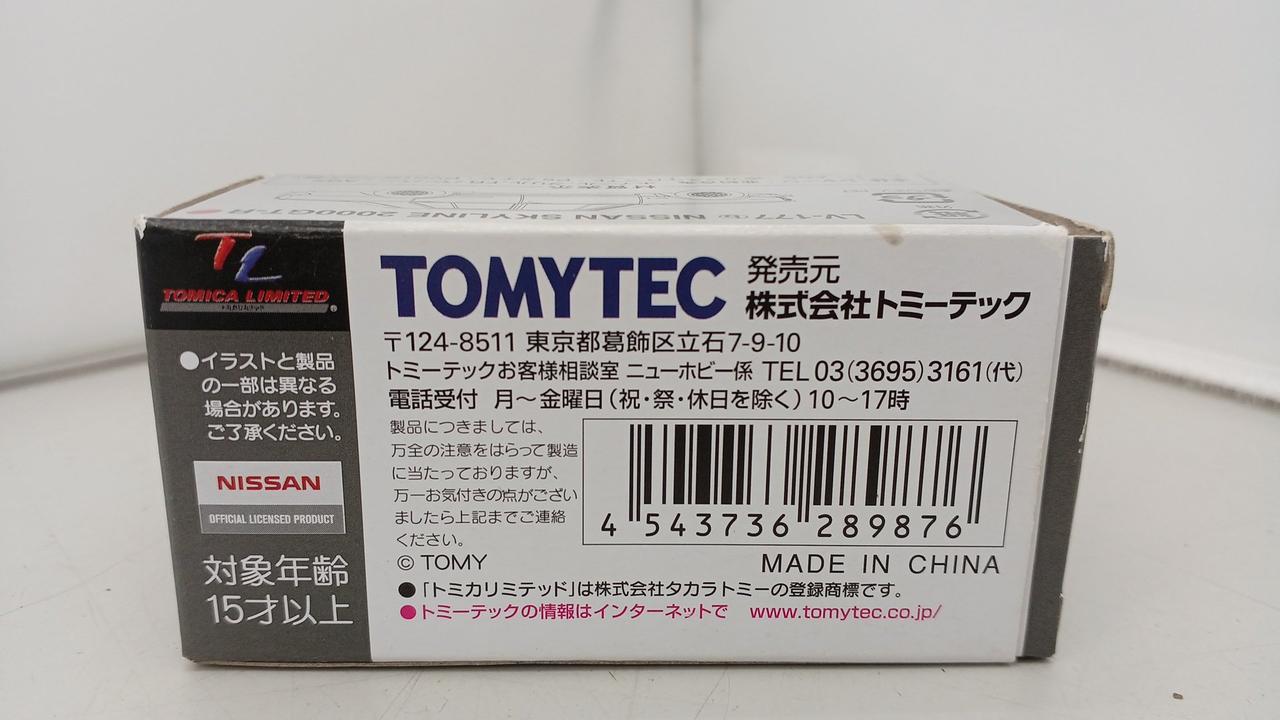 LV-177 b NISSAN SKYLINE 2000GT-R
TL
TOMICA LIMITED
トミカリミテッド
®
●イラストと製品
の一部は異なる
場合があります。
ご了承ください。
NISSAN
OFFICIAL LICENSED PRODUCT
対象年齢
15才以上
TOMYTEC
発売元
株式会社トミーテック
〒124-8511 東京都葛飾区立石7-9-10
トミーテックお客様相談室 ニューホビー係 TEL 03(3695)3161(代)
電話受付 月～金曜日(祝・祭・休日を除く)10～17時
製品につきましては、
万全の注意をはらって製造
に当たっておりますが、
万一お気付きの点がござい
ましたら上記までご連絡
ください。
4 543736 289876
© TOMY
MADE IN CHINA
●「トミカリミテッド」は株式会社タカラトミーの登録商標です。
●トミーテックの情報はインターネットで www.tomytec.co.jp/